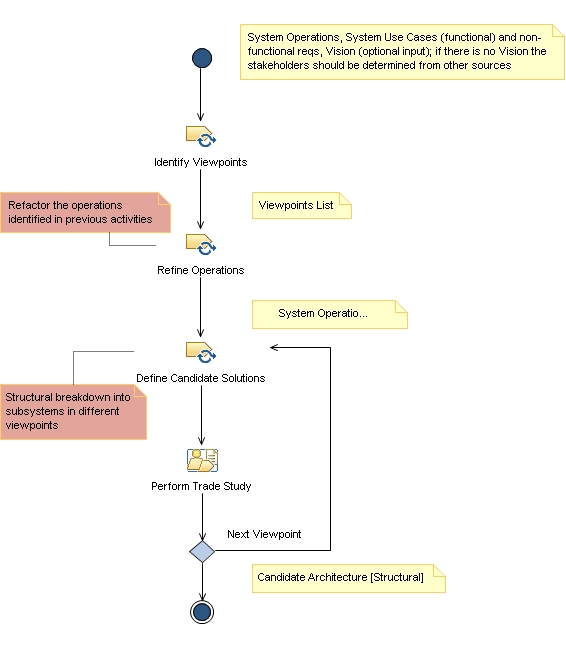 System Operations, System Use Cases (functional) and non-
functional reqs, Vision (optional input); if there is no Vision the
stakeholders should be determined from other sources
Identify Viewpoints
Refactor the operations
identified in previous activities
Viewpoints List
Refine Operations
System Operatio...
Define Candidate Solutions
Structural breakdown into
subsystems in different
viewpoints
Perform Trade Study
Next Viewpoint
Candidate Architecture [Structural]